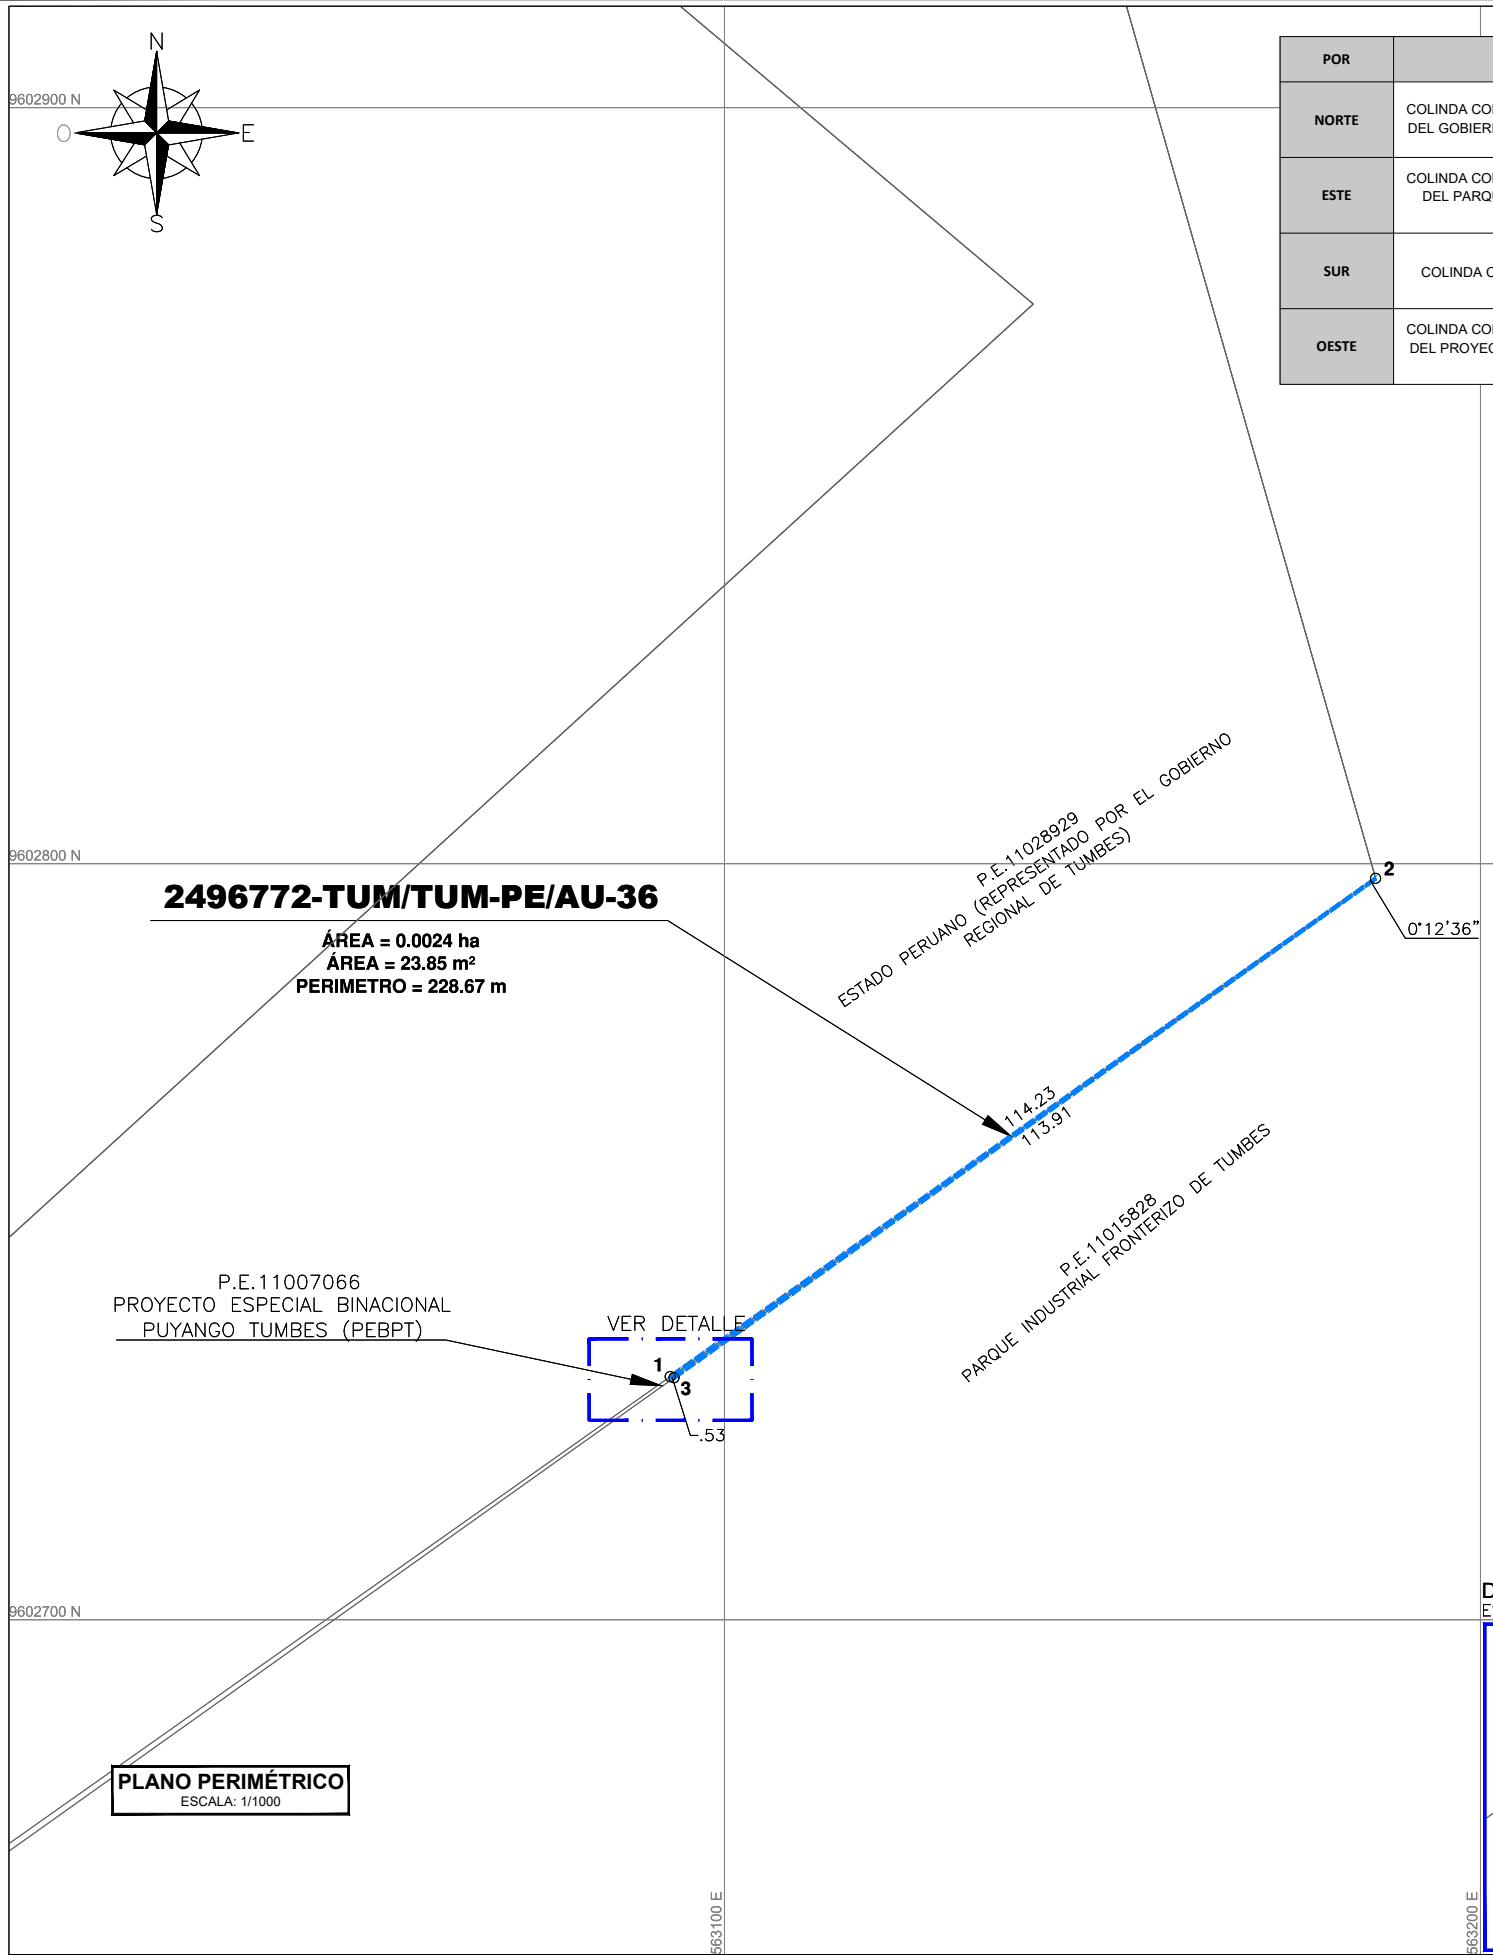 N
O
E
S
9602900 N
POR
NORTE
COLINDA CO
DEL GOBIER
ESTE
COLINDA CO
DEL PARQ
SUR
COLINDA C
OESTE
COLINDA CO
DEL PROYEC
9602800 N
2496772-TUM/TUM-PE/AU-36
ÁREA = 0.0024 ha
ÁREA = 23.85 m²
PERIMETRO = 228.67 m
P.E.11028929
ESTADO PERUANO (REPRESENTADO POR EL GOBIERNO
REGIONAL DE TUMBES)
2
0°12'36"
114.23
113.91
P.E.11015828
PARQUE INDUSTRIAL FRONTERIZO DE TUMBES
P.E.11007066
PROYECTO ESPECIAL BINACIONAL
PUYANGO TUMBES (PEBPT)
VER DETALLE
1
3
.53
9602700 N
D
E
PLANO PERIMÉTRICO
ESCALA: 1/1000
563100 E
563200 E